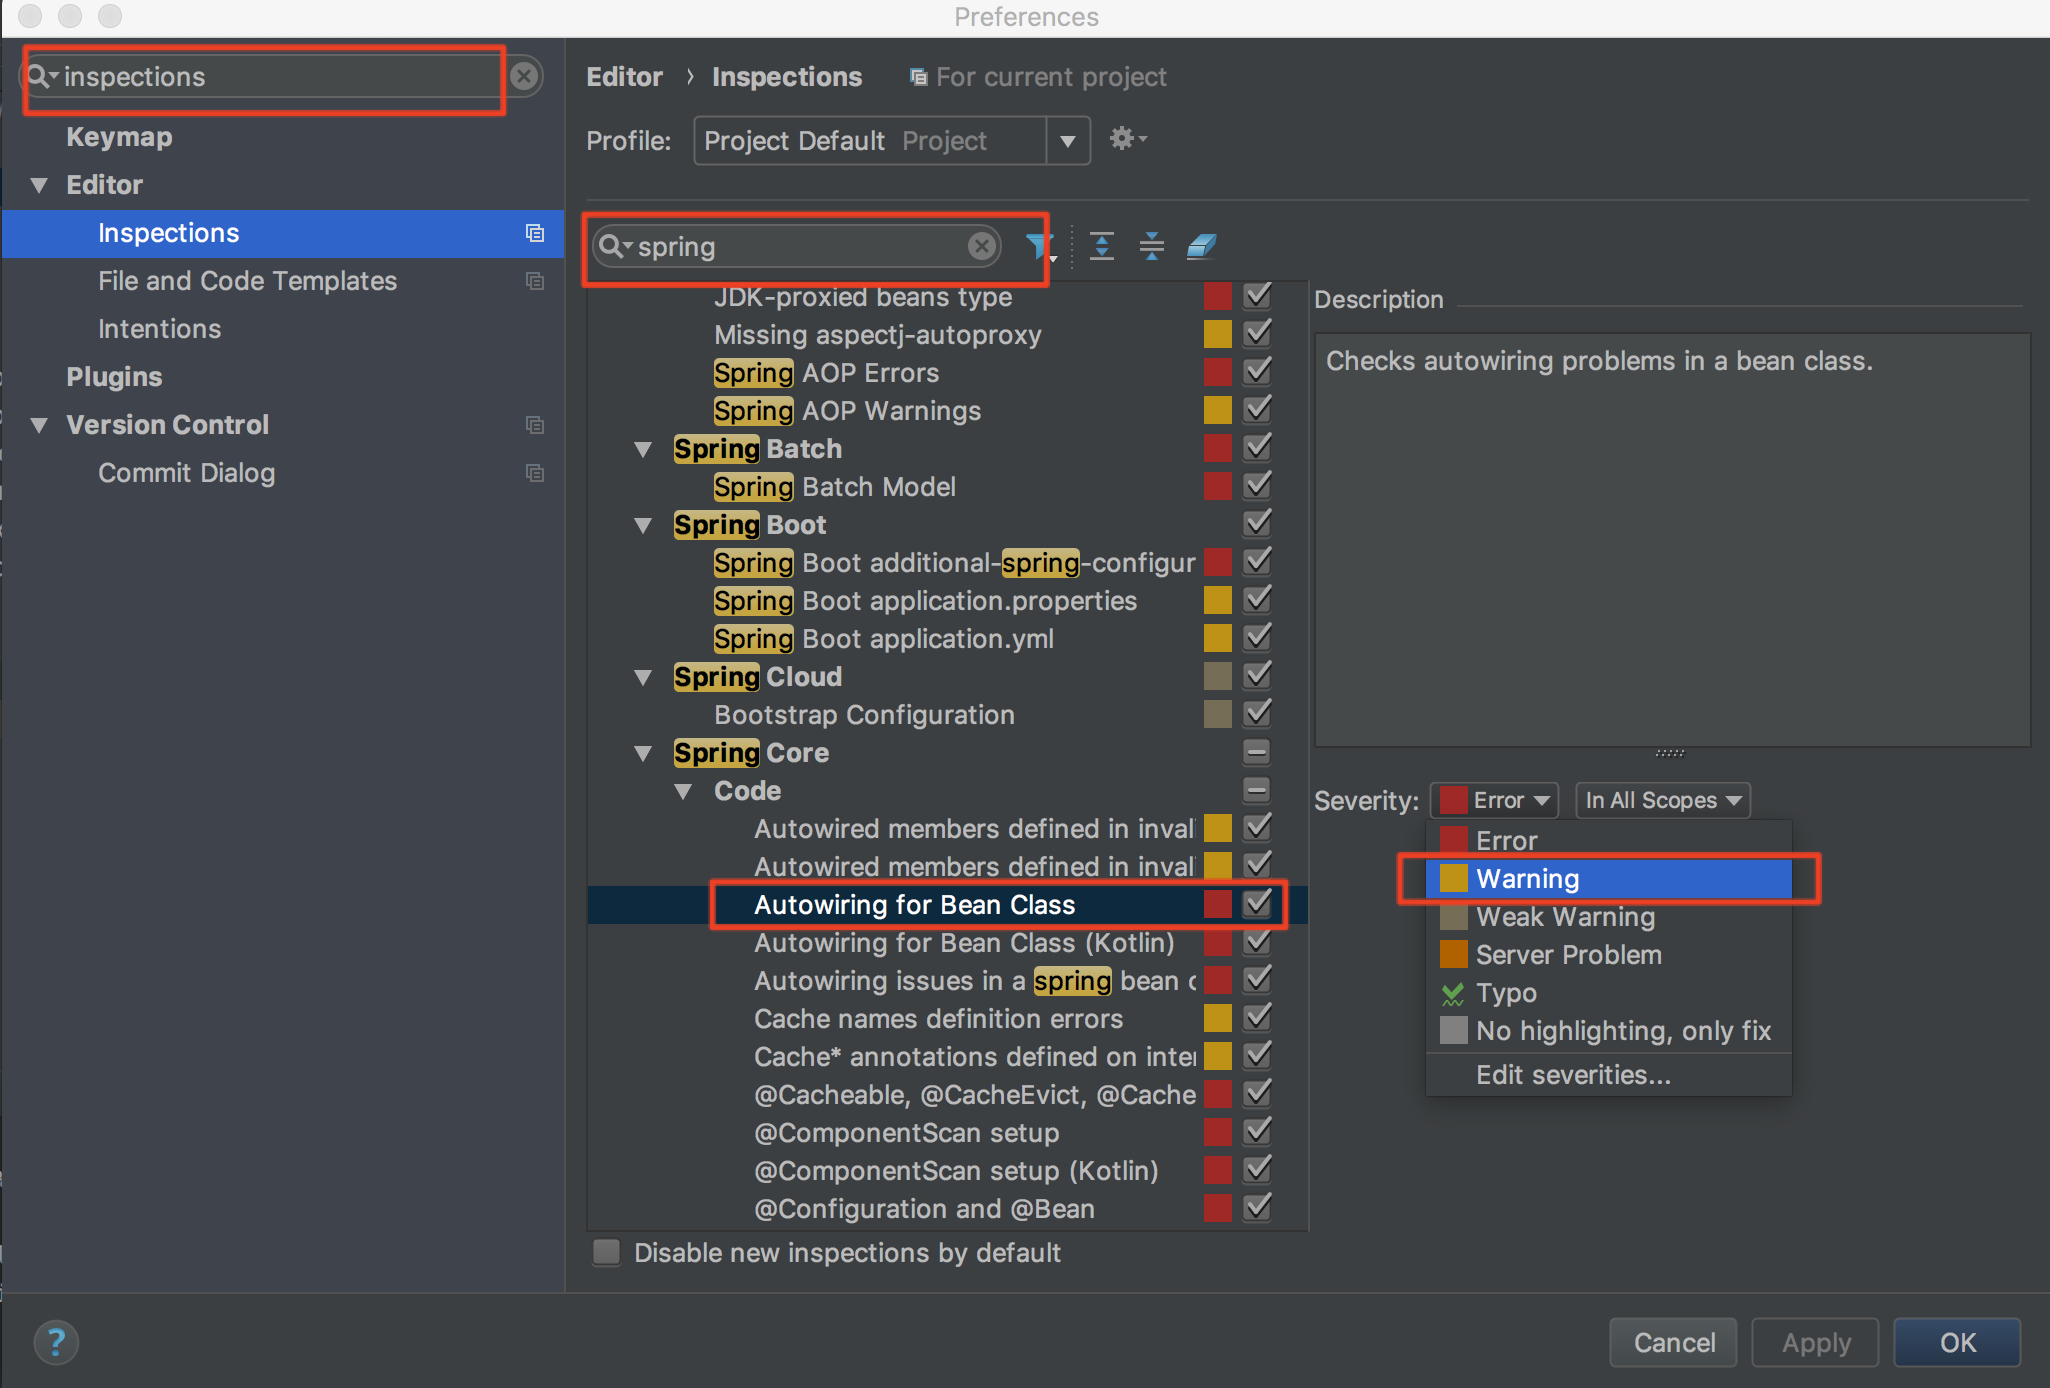 Preferences
inspections
Keymap
Editor
Inspections
File and Code Templates
Intentions
Plugins
Version Control
Commit Dialog
Editor › Inspections For current project
Profile: Project Default Project
spring
JDK-proxied beans type
Missing aspectj-autoproxy
Spring AOP Errors
Spring AOP Warnings
Spring Batch
Spring Batch Model
Spring Boot
Spring Boot additional-spring-configur
Spring Boot application.properties
Spring Boot application.yml
Spring Cloud
Bootstrap Configuration
Spring Core
Code
Autowired members defined in invali
Autowired members defined in invali
Autowiring for Bean Class
Autowiring for Bean Class (Kotlin)
Autowiring issues in a spring bean c
Cache names definition errors
Cache* annotations defined on inter
@Cacheable, @CacheEvict, @Cache
@ComponentScan setup
@ComponentScan setup (Kotlin)
@Configuration and @Bean
Disable new inspections by default
Description
Checks autowiring problems in a bean class.
Severity: Error In All Scopes
Error
Warning
Weak Warning
Server Problem
Typo
No highlighting, only fix
Edit severities...
?
Cancel
Apply
OK